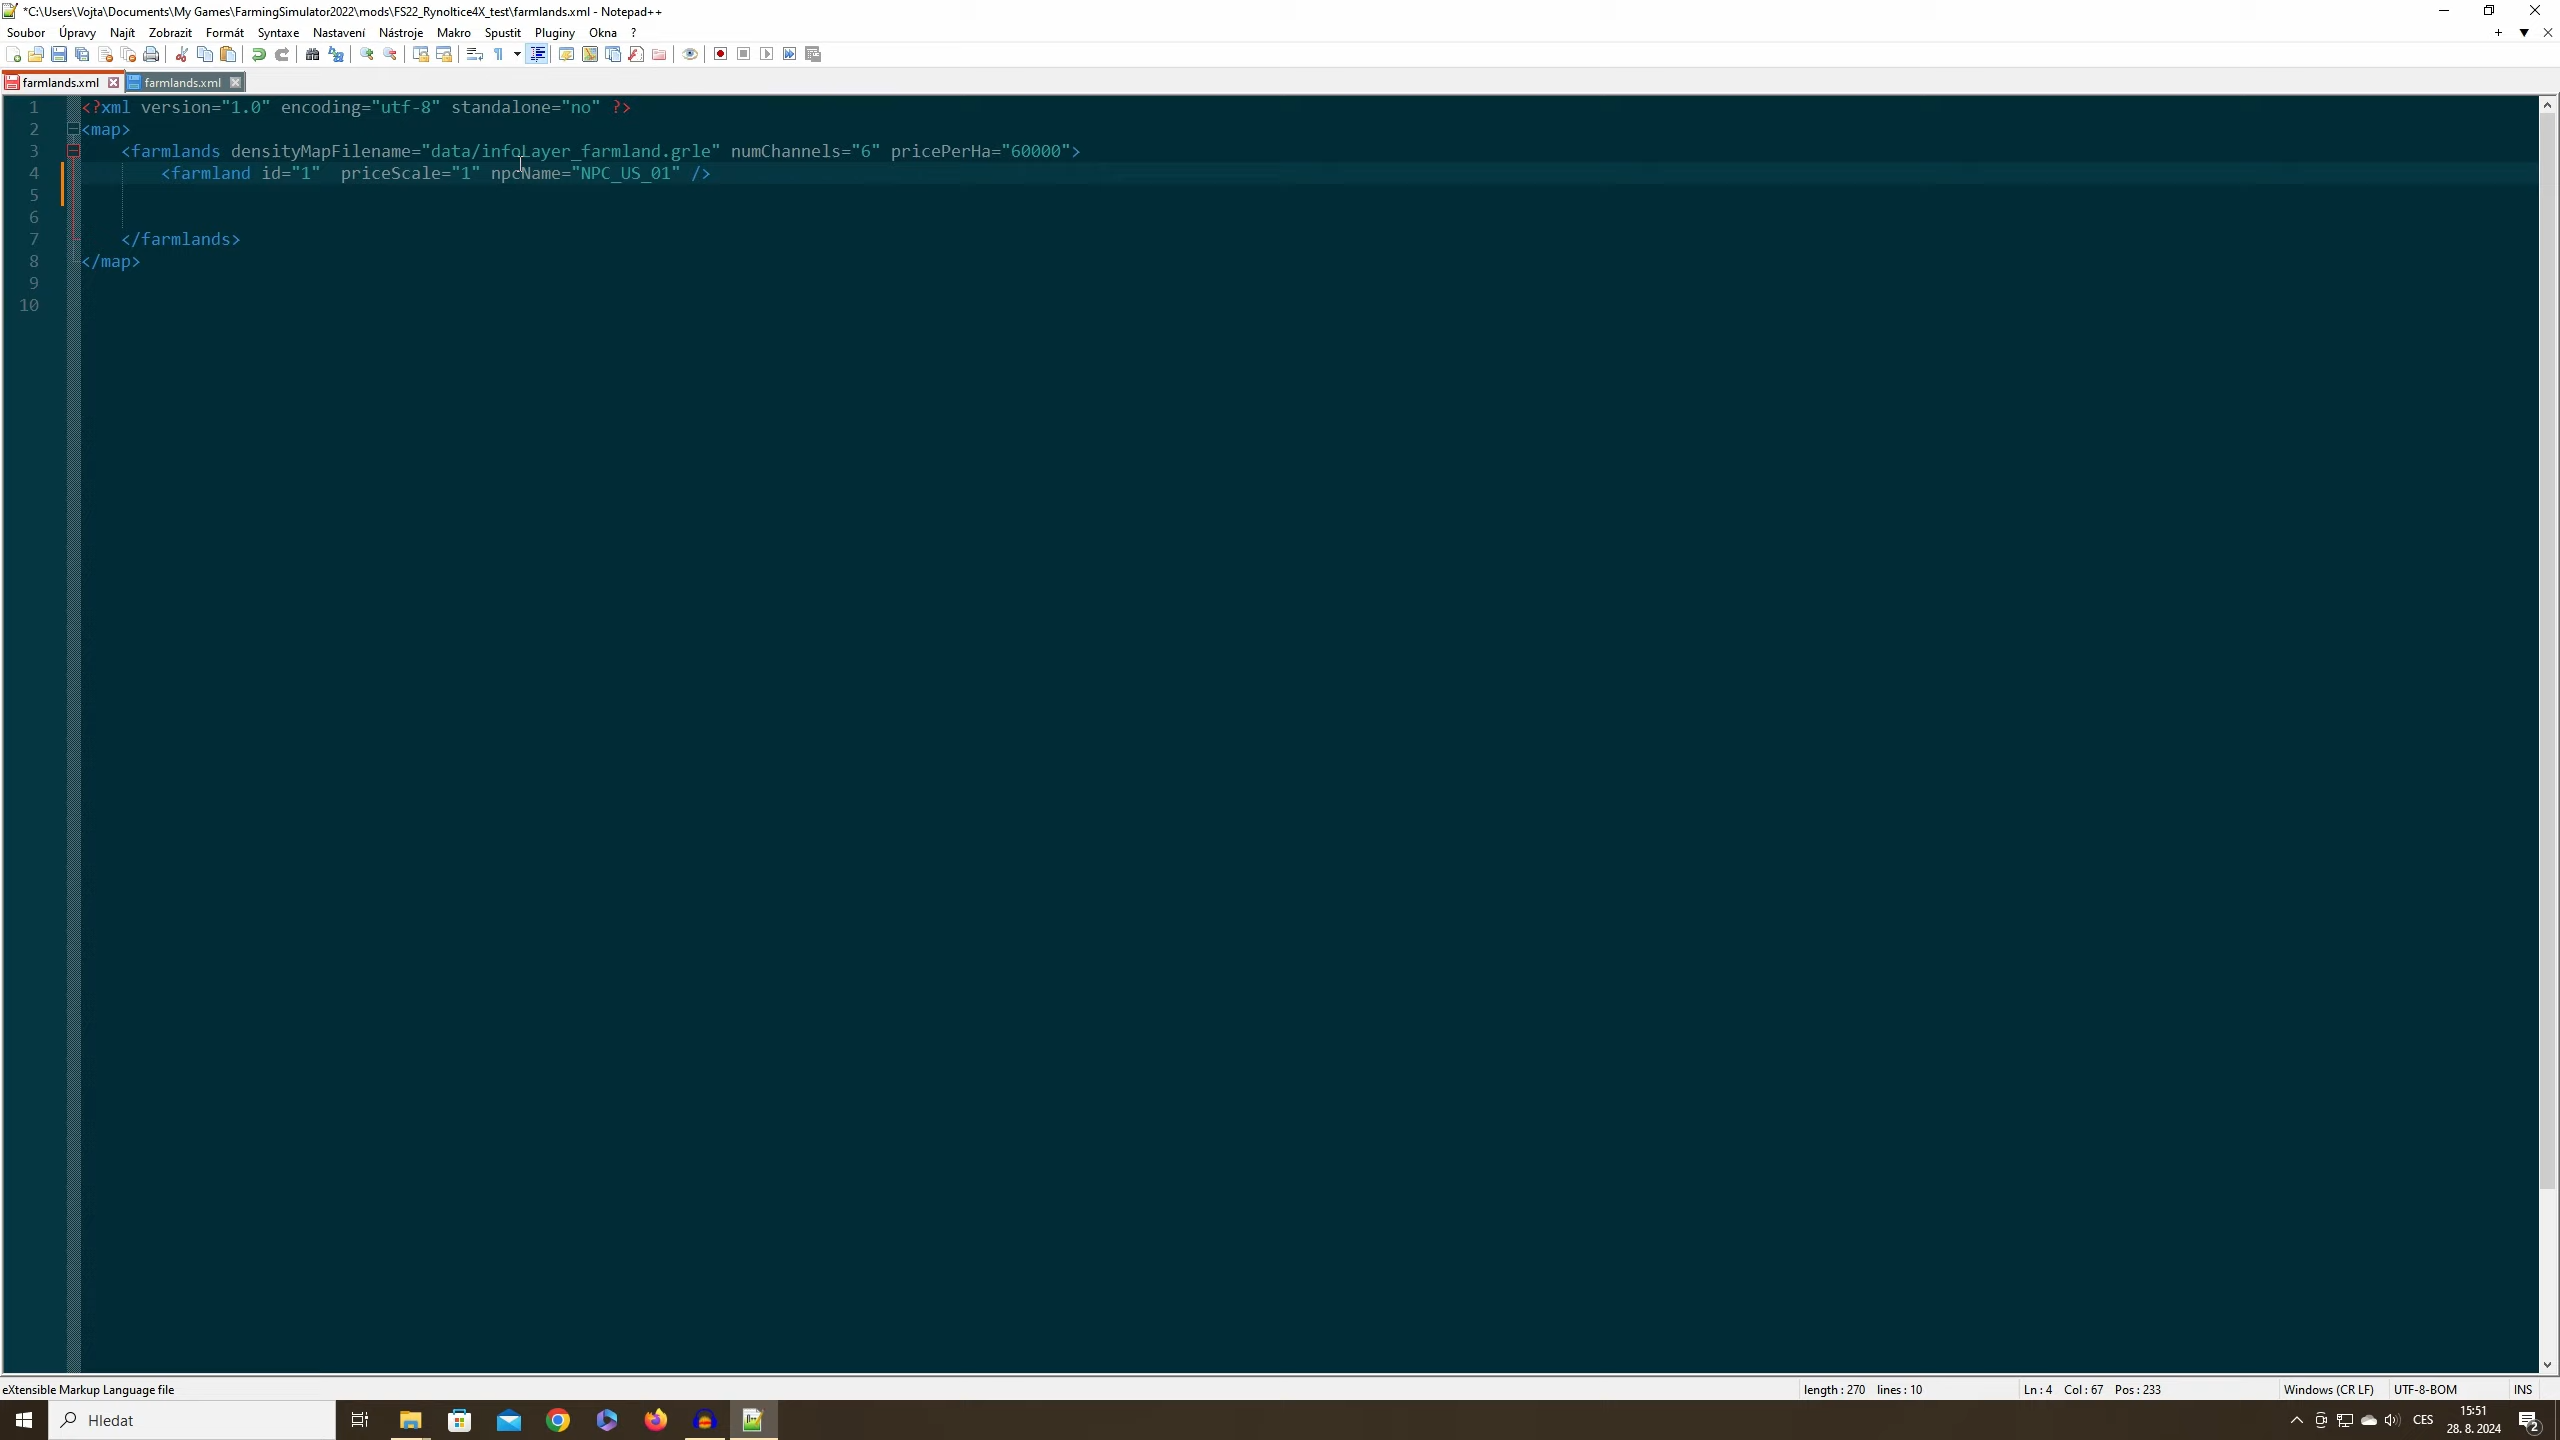 *C:\Users\Vojta\Documents\My Games\FarmingSimulator2022\mods\FS22_Rynoltice4X_test\farmlands.xml - Notepad++
Soubor Úpravy Najít Zobrazit Formát Syntaxe Nastavení Nástroje Makro Spustit Pluginy Okna ?
farmlands.xml farmlands.xml
1 <?xml version="1.0" encoding="utf-8" standalone="no" ?>
2 <map>
3 <farmlands densityMapFilename="data/infoLayer_farmland.grle" numChannels="6" pricePerHa="60000">
4 <farmland id="1"  priceScale="1" npcName="NPC_US_01" />
5
6
7 </farmlands>
8 </map>
9
10
eXtensible Markup Language file length : 270 lines : 10 Ln : 4 Col : 67 Pos : 233 Windows (CR LF) UTF-8-BOM INS
Hledat CES 15:51
28. 8. 2024 2